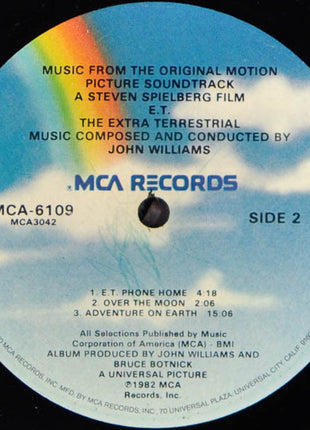 MUSIC FROM THE ORIGINAL MOTION
PICTURE SOUNDTRACK
A STEVEN SPIELBERG FILM
E.T.
THE EXTRA TERRESTRIAL
MUSIC COMPOSED AND CONDUCTED BY
JOHN WILLIAMS
MCA RECORDS
MCA-6109
MCA3042
SIDE 2
1. E.T. PHONE HOME 4:18
2. OVER THE MOON 2:06
3. ADVENTURE ON EARTH 15:06
All Selections Published by Music
Corporation of America (MCA) - BMI
ALBUM PRODUCED BY JOHN WILLIAMS AND
BRUCE BOTNICK
A UNIVERSAL PICTURE
℗1982 MCA
Records, Inc.
MCA RECORDS, INC. MFG. BY MCA RECORDS, INC., 70 UNIVERSAL PLAZA, UNIVERSAL CITY, CALIF.